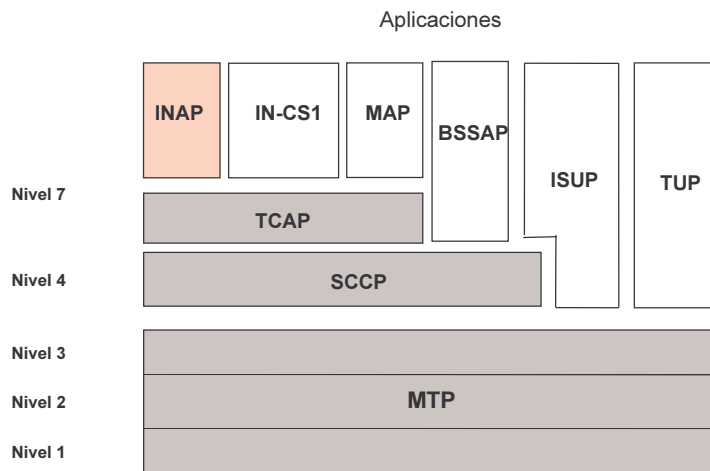 Aplicaciones
INAP
IN-CS1
MAP
BSSAP
ISUP
TUP
Nivel 7
TCAP
Nivel 4
SCCP
Nivel 3
Nivel 2
MTP
Nivel 1